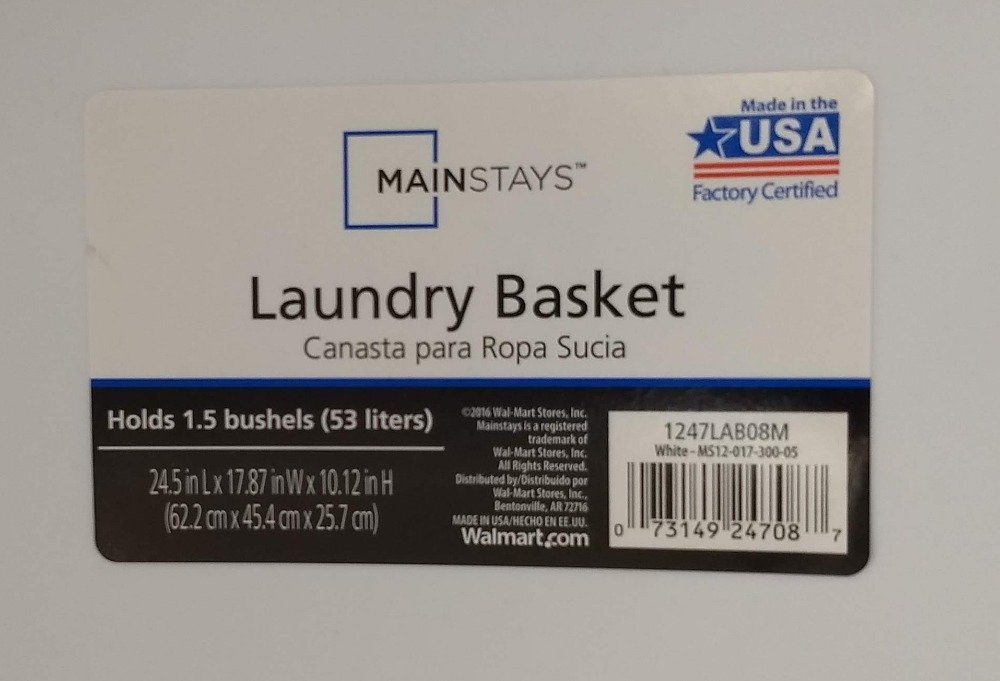 Made in the
USA
Factory Certified
MAINSTAYS™
Laundry Basket
Canasta para Ropa Sucia
Holds 1.5 bushels (53 liters)
24.5 in L x 17.87 in W x 10.12 in H
(62.2 cm x 45.4 cm x 25.7 cm)
©2016 Wal-Mart Stores, Inc.
Mainstays is a registered
trademark of
Wal-Mart Stores, Inc.
All Rights Reserved.
Distributed by/Distribuido por
Wal-Mart Stores, Inc.,
Bentonville, AR 72716
MADE IN USA/HECHO EN EE.UU.
Walmart.com
1247LAB08M
White - MS12-017-300-05
0 73149 24708 7